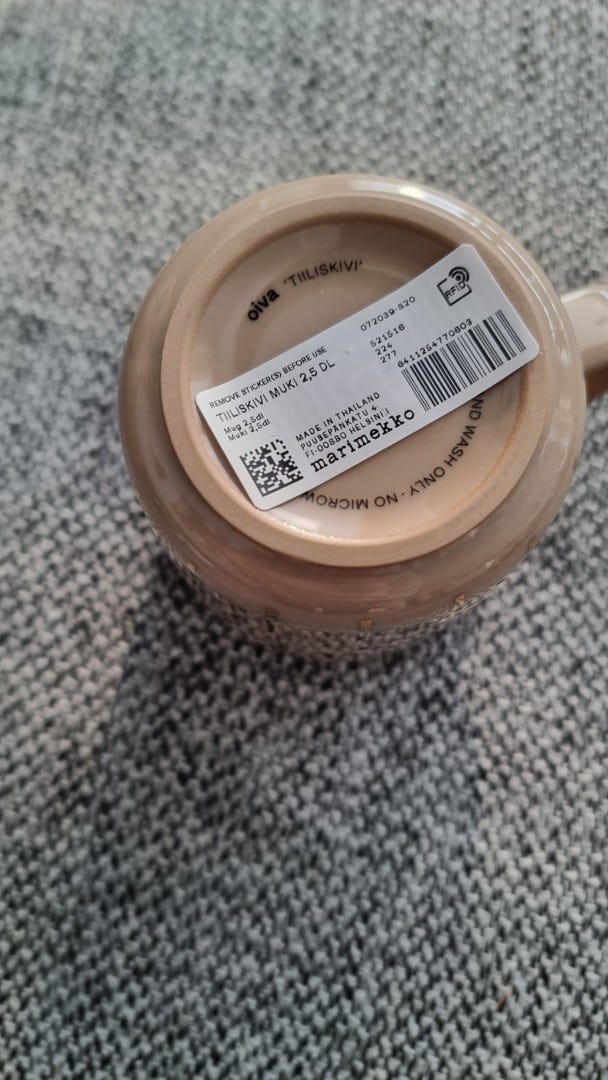 oiva 'TIILISKIVI'
REMOVE STICKER(S) BEFORE USE
TIILISKIVI MUKI 2,5 DL
Mug 2,5dl
Muki 2,5dl
072039-820
521516
224
277
RFID
6411254770603
MADE IN THAILAND
PUUSEPÄNKATU 4,
FI-00880 HELSINKI
marimekko
ND WASH ONLY · NO MICROW